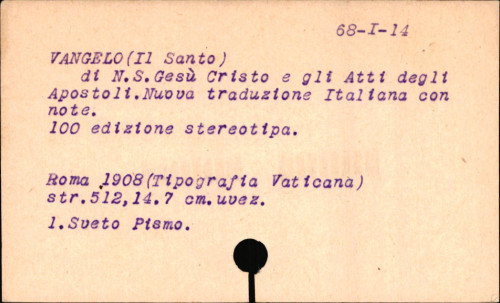 68-I-14
VANGELO(Il Santo)
di N.S.Gesù Cristo e gli Atti degli
Apostoli.Nuova traduzione Italiana con
note.
100 edizione stereotipa.
Roma 1908(Tipografia Vaticana)
str.512,14.7 cm.uvez.
1.Sveto Pismo.